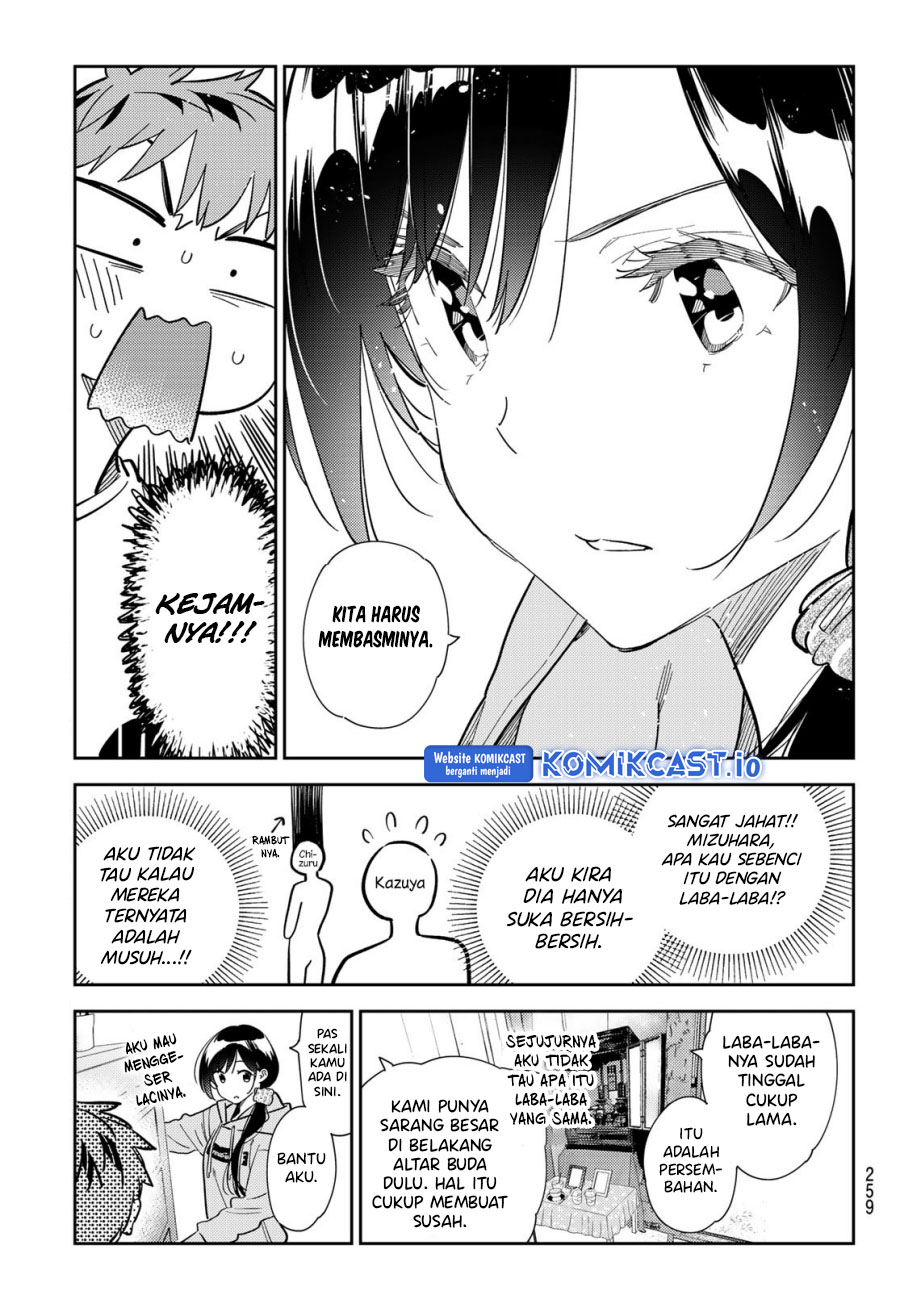 KITA HARUS
MEMBASMINYA.
KEJAM-
NYA!!!
Website KOMIKCAST
berganti menjadi
KOMIKCAST.io
SANGAT JAHAT!!
MIZUHARA,
APA KAU SEBENCI
ITU DENGAN
LABA-LABA!?
AKU KIRA
DIA HANYA
SUKA BERSIH-
BERSIH.
Kazuya
RAMBUT
NYA.
Chi-
zuru
AKU TIDAK
TAU KALAU
MEREKA
TERNYATA
ADALAH
MUSUH...!!
LABA-LABA-
NYA SUDAH
TINGGAL
CUKUP
LAMA.
ITU
ADALAH
PERSEM-
BAHAN.
SEJUJURNYA
AKU TIDAK
TAU APA ITU
LABA-LABA
YANG SAMA.
KAMI PUNYA
SARANG BESAR
DI BELAKANG
ALTAR BUDA
DULU. HAL ITU
CUKUP MEMBUAT
SUSAH.
PAS
SEKALI
KAMU
ADA DI
SINI.
BANTU
AKU.
AKU MAU
MENGGE-
SER
LACINYA.
259